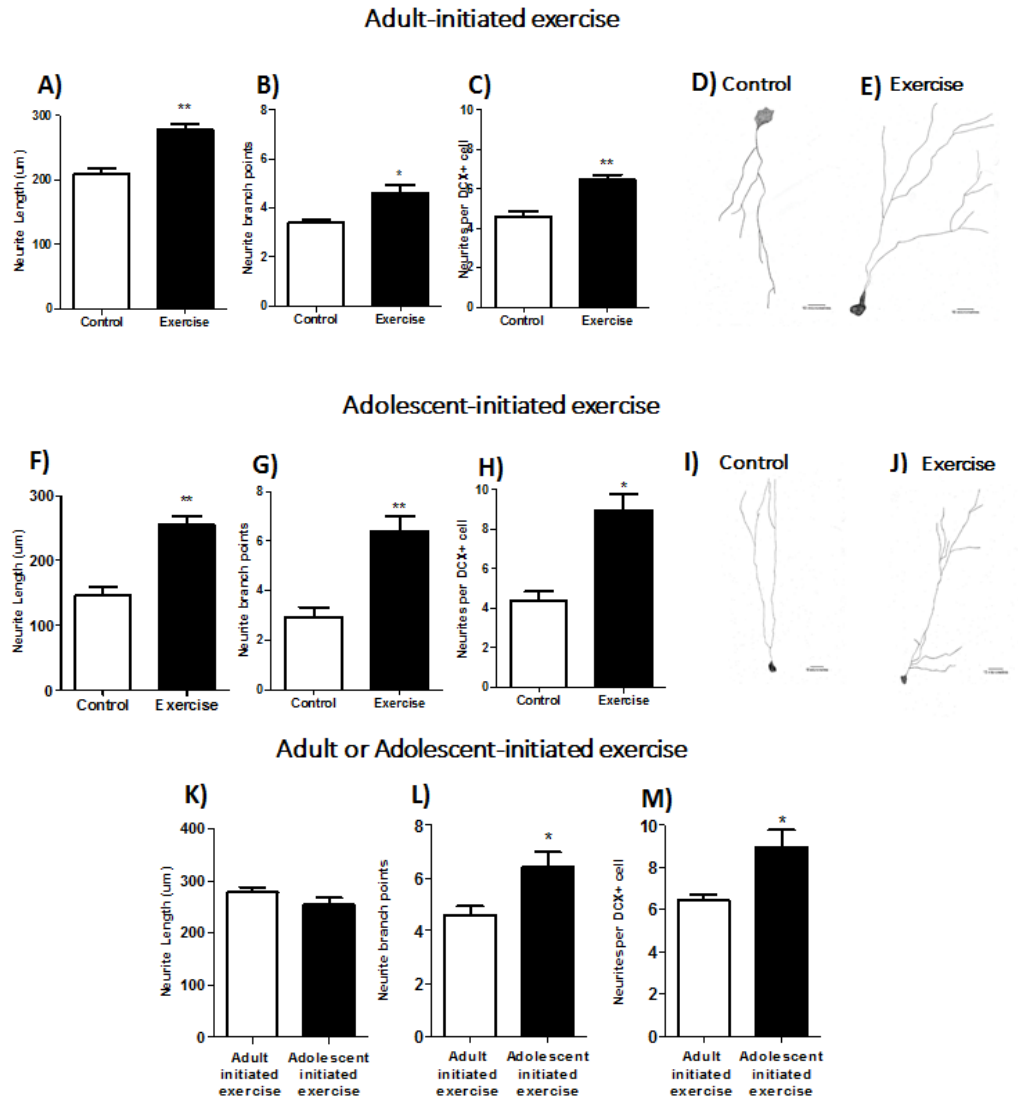 Adult-initiated exercise
A)
B)
C)
D) Control
E) Exercise
Neurite Length (um)
300
200
100
0
**
Control
Exercise
Neurite branch points
8
6
4
2
0
*
Control
Exercise
Neurites per DCX+ cell
10
8
6
4
2
0
**
Control
Exercise
Adolescent-initiated exercise
F)
G)
H)
I) Control
J) Exercise
Neurite Length (um)
300
200
100
0
**
Control
Exercise
Neurite branch points
8
6
4
2
0
**
Control
Exercise
Neurites per DCX+ cell
10
8
6
4
2
0
*
Control
Exercise
Adult or Adolescent-initiated exercise
K)
L)
M)
Neurite Length (um)
400
300
200
100
0
Adult
initiated
exercise
Adolescent
initiated
exercise
Neurite branch points
8
6
4
2
0
*
Adult
initiated
exercise
Adolescent
initiated
exercise
Neurites per DCX+ cell
10
8
6
4
2
0
*
Adult
initiated
exercise
Adolescent
initiated
exercise